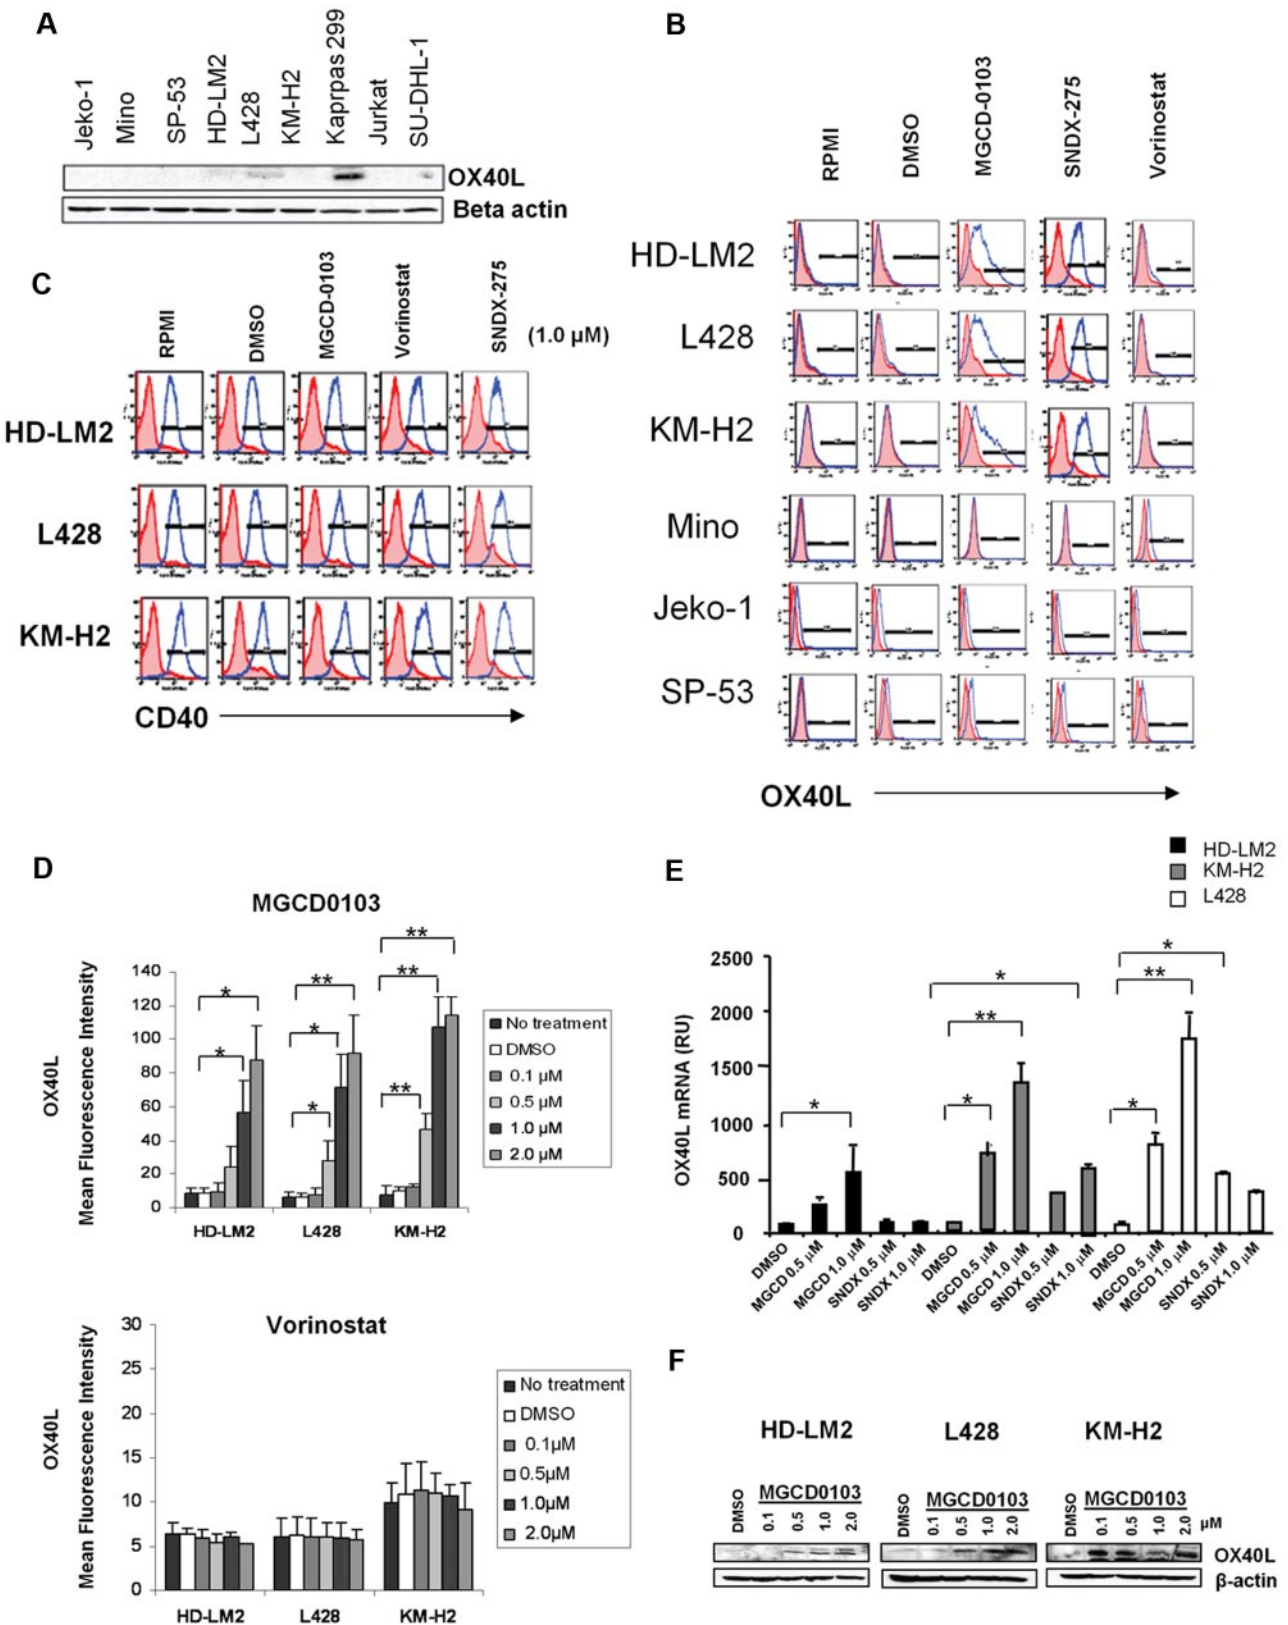 A
Jeko-1
Mino
SP-53
HD-LM2
L428
KM-H2
Kaprpas 299
Jurkat
SU-DHL-1
OX40L
Beta actin
B
RPMI
DMSO
MGCD-0103
SNDX-275
Vorinostat
HD-LM2
L428
KM-H2
Mino
Jeko-1
SP-53
OX40L
C
RPMI
DMSO
MGCD-0103
Vorinostat
SNDX-275
(1.0 µM)
HD-LM2
L428
KM-H2
CD40
D
MGCD0103
OX40L
Mean Fluorescence Intensity
140
120
100
80
60
40
20
0
* * ** * * ** ** **
HD-LM2 L428 KM-H2
No treatment
DMSO
0.1 µM
0.5 µM
1.0 µM
2.0 µM
Vorinostat
OX40L
Mean Fluorescence Intensity
30
25
20
15
10
5
0
HD-LM2 L428 KM-H2
No treatment
DMSO
0.1µM
0.5µM
1.0µM
2.0µM
E
HD-LM2
KM-H2
L428
OX40L mRNA (RU)
2500
2000
1500
1000
500
0
* * ** * * ** *
DMSO
MGCD 0.5 µM
MGCD 1.0 µM
SNDX 0.5 µM
SNDX 1.0 µM
DMSO
MGCD 0.5 µM
MGCD 1.0 µM
SNDX 0.5 µM
SNDX 1.0 µM
DMSO
MGCD 0.5 µM
MGCD 1.0 µM
SNDX 0.5 µM
SNDX 1.0 µM
F
HD-LM2 L428 KM-H2
DMSO MGCD0103 0.1 0.5 1.0 2.0
DMSO MGCD0103 0.1 0.5 1.0 2.0
DMSO MGCD0103 0.1 0.5 1.0 2.0 µM
OX40L
β-actin